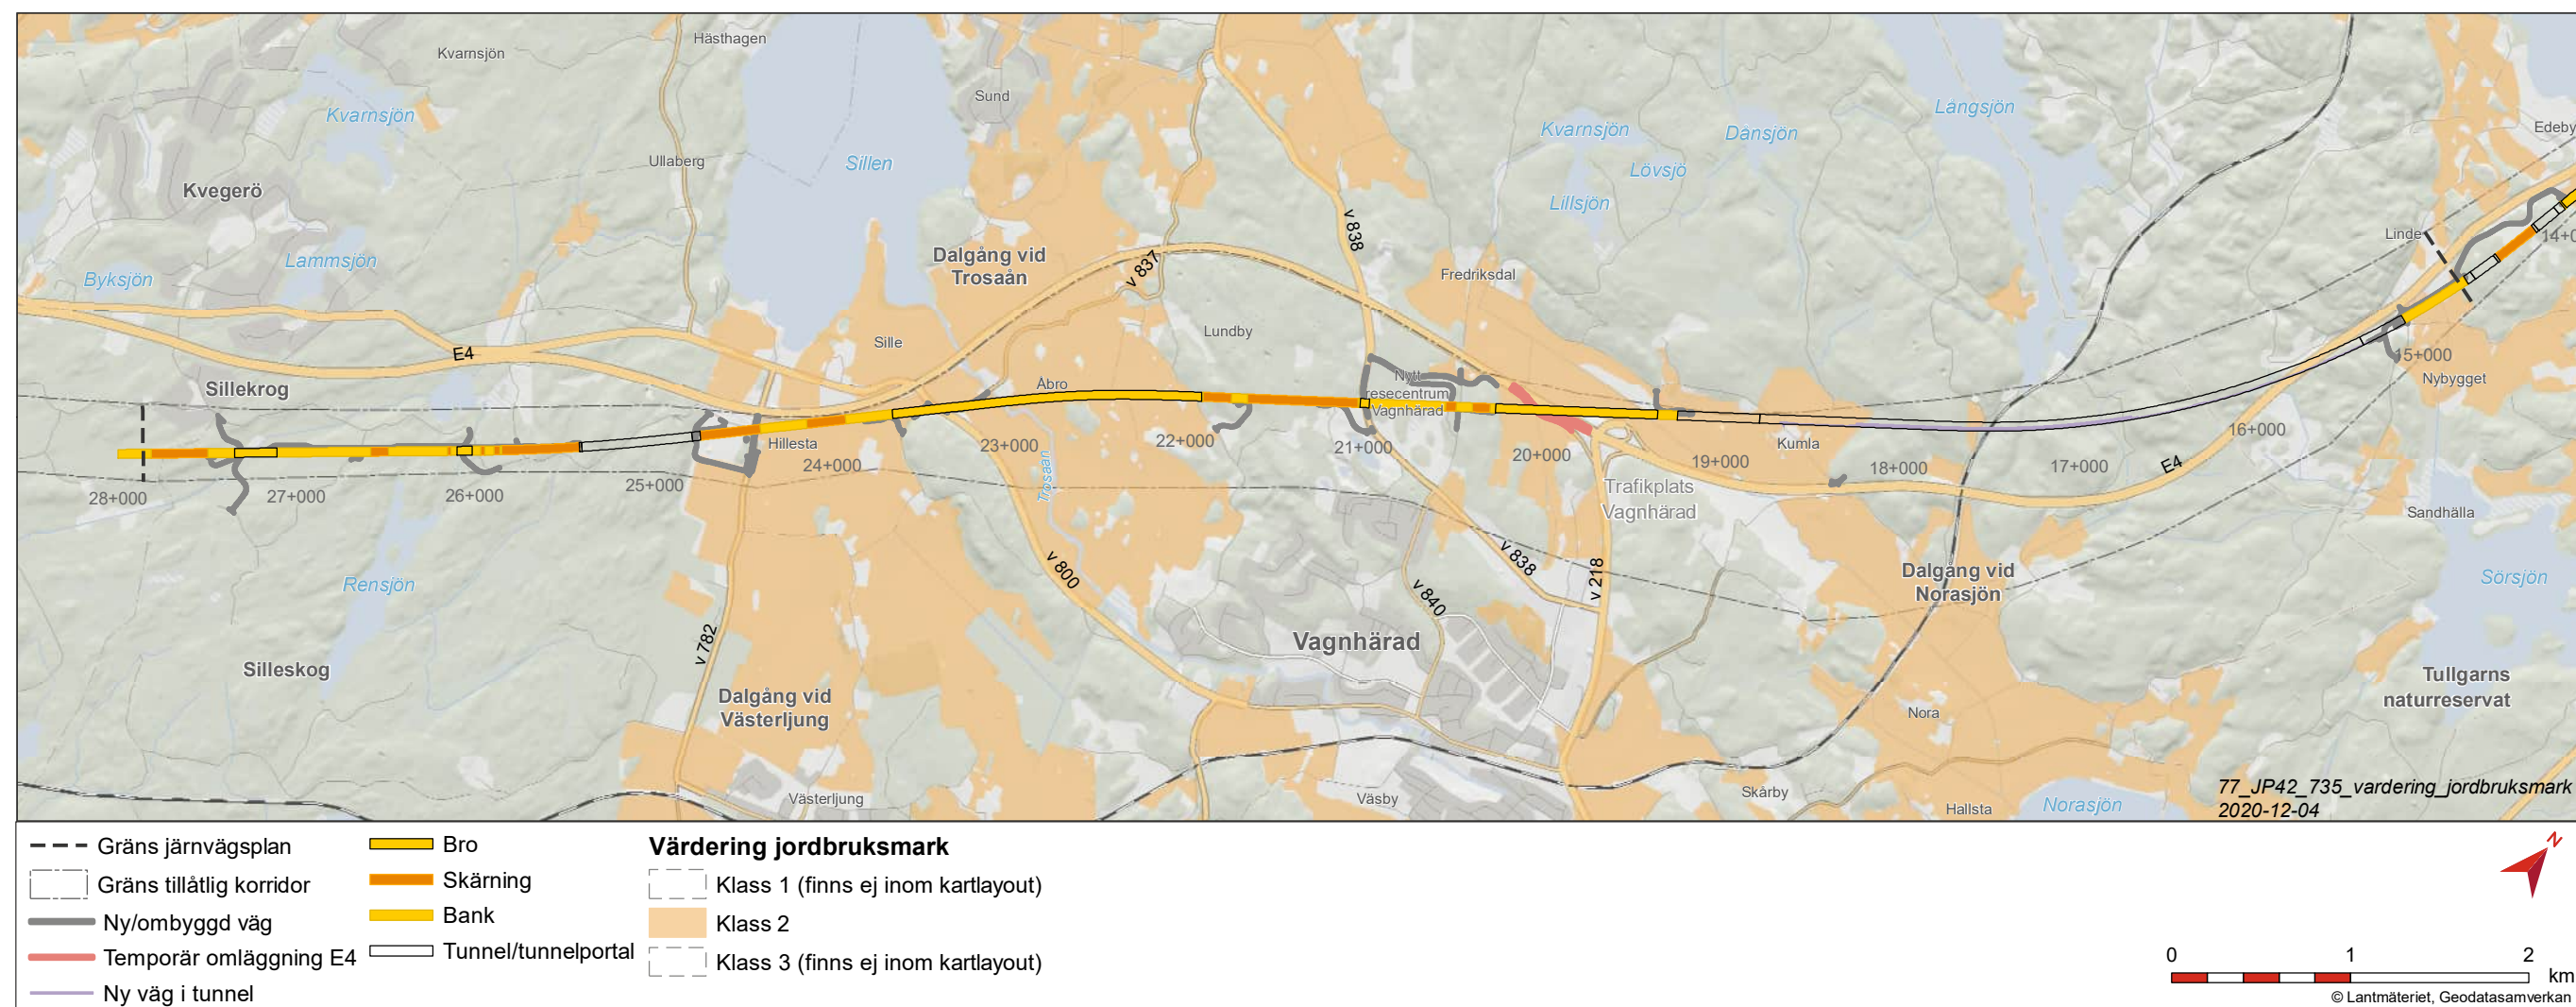 Hästhagen
Kvarnsjön
Sund
Kvarnsjön
Långsjön
Kvarnsjön
Dånsjön
Edeby
Ullaberg
Sillen
Lövsjö
Kvegerö
Lillsjön
v 838
Linde
14+0
Dalgång vid
Trosaån
Lammsjön
v 837
Fredriksdal
Byksjön
Lundby
Sille
E4
15+000
Nybygget
Sillekrog
Åbro
Nytt
resecentrum
Vagnhärad
Hillesta
Kumla
28+000
27+000
26+000
25+000
24+000
23+000
22+000
21+000
20+000
19+000
18+000
17+000
16+000
E4
Trosaån
Trafikplats
Vagnhärad
Sandhälla
v 800
v 838
v 218
Rensjön
v 840
Dalgång vid
Norasjön
Sörsjön
v 782
Vagnhärad
Silleskog
Dalgång vid
Västerljung
Tullgarns
naturreservat
Nora
Västerljung
Väsby
Skårby
Hallsta
Norasjön
77_JP42_735_vardering_jordbruksmark
2020-12-04
Gräns järnvägsplan
Gräns tillåtlig korridor
Ny/ombyggd väg
Temporär omläggning E4
Ny väg i tunnel
Bro
Skärning
Bank
Tunnel/tunnelportal
Värdering jordbruksmark
Klass 1 (finns ej inom kartlayout)
Klass 2
Klass 3 (finns ej inom kartlayout)
N
0 1 2
km
© Lantmäteriet, Geodatasamverkan